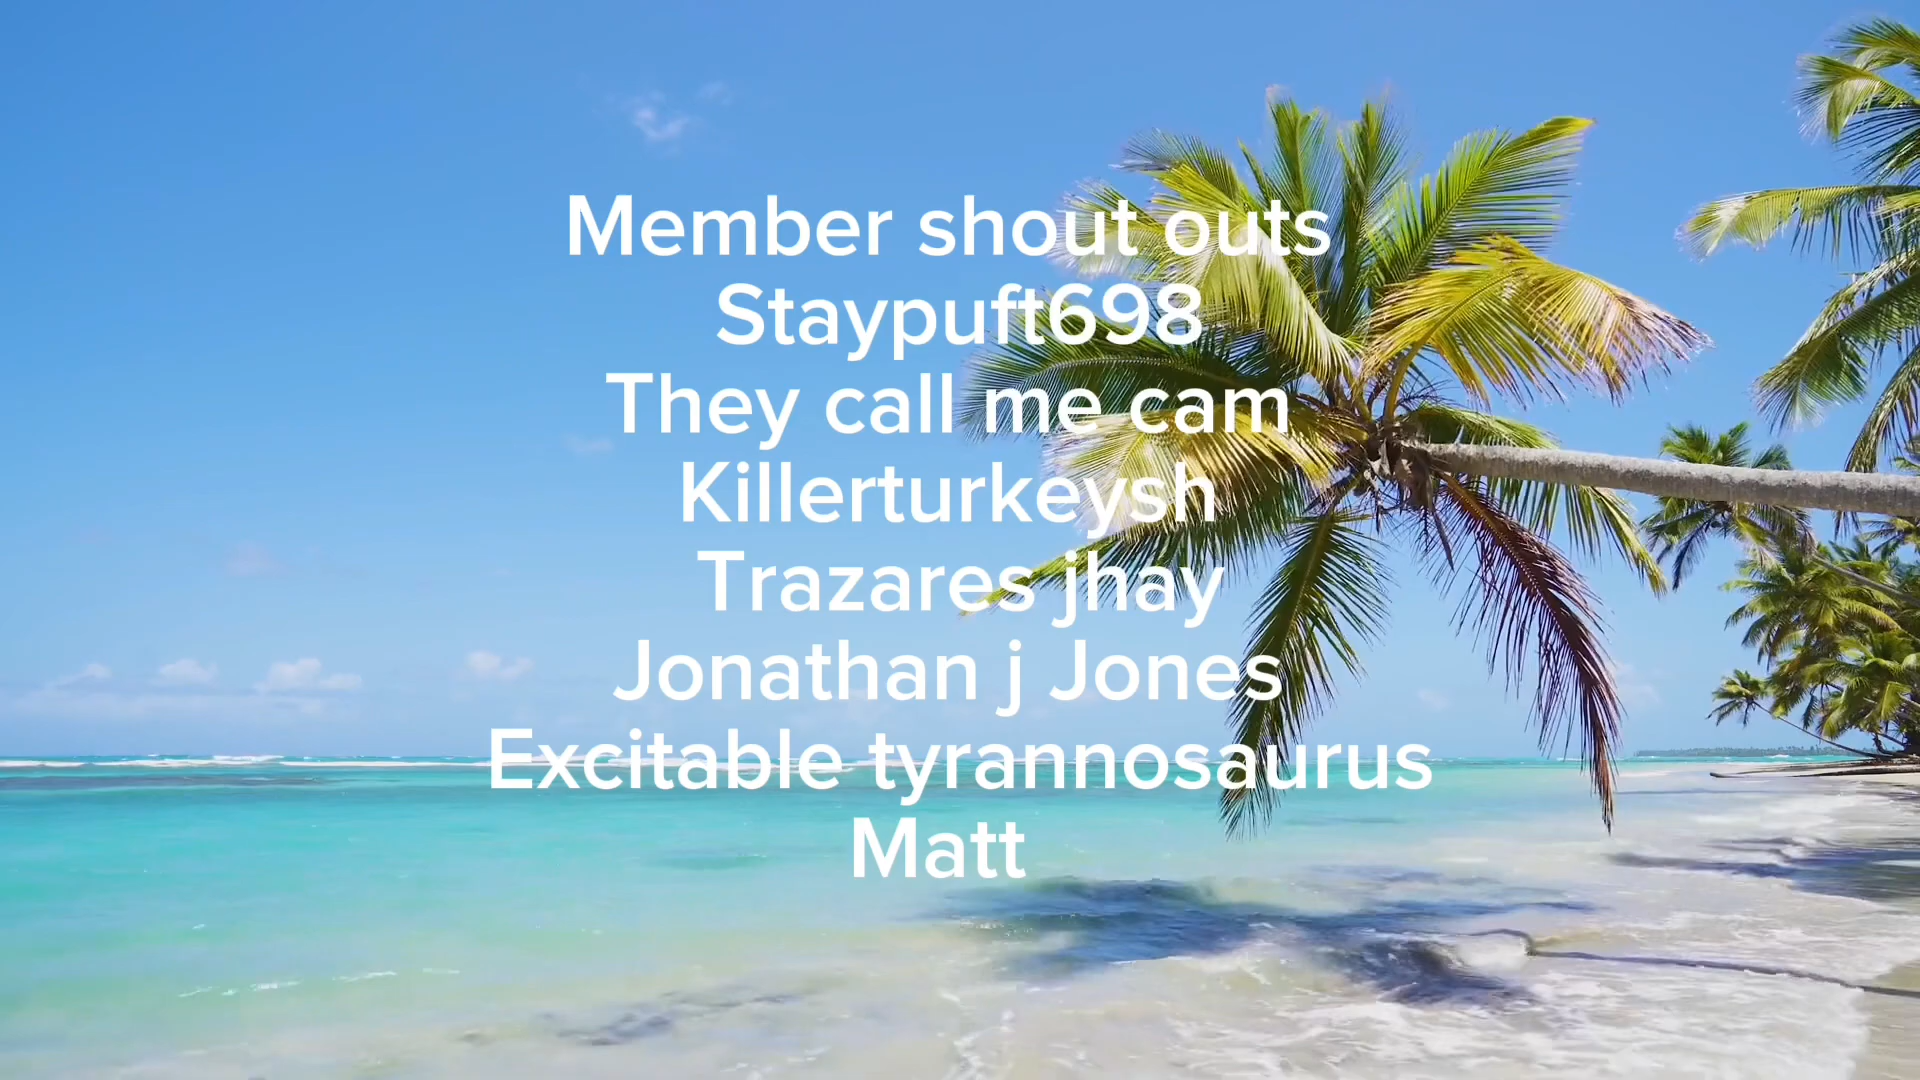 Member shout outs
Staypuft698
They call me cam
Killerturkeysh
Trazares jhay
Jonathan j Jones
Excitable tyrannosaurus
Matt